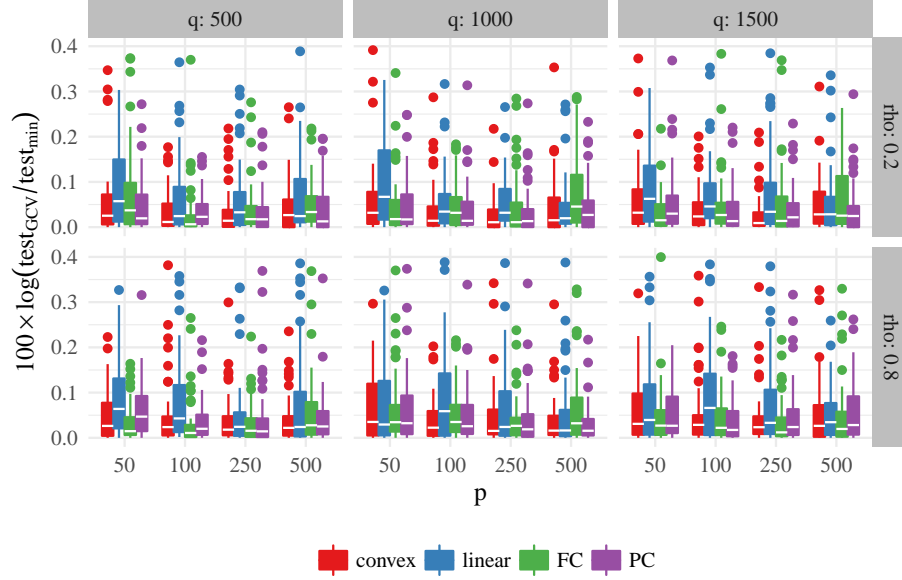 q: 500 q: 1000 q: 1500
0.4
0.3
0.2
0.1
0.0
rho: 0.2
0.4
0.3
0.2
0.1
0.0
rho: 0.8
100 × log(test_GCV/test_min)
50 100 250 500 50 100 250 500 50 100 250 500
p
convex linear FC PC